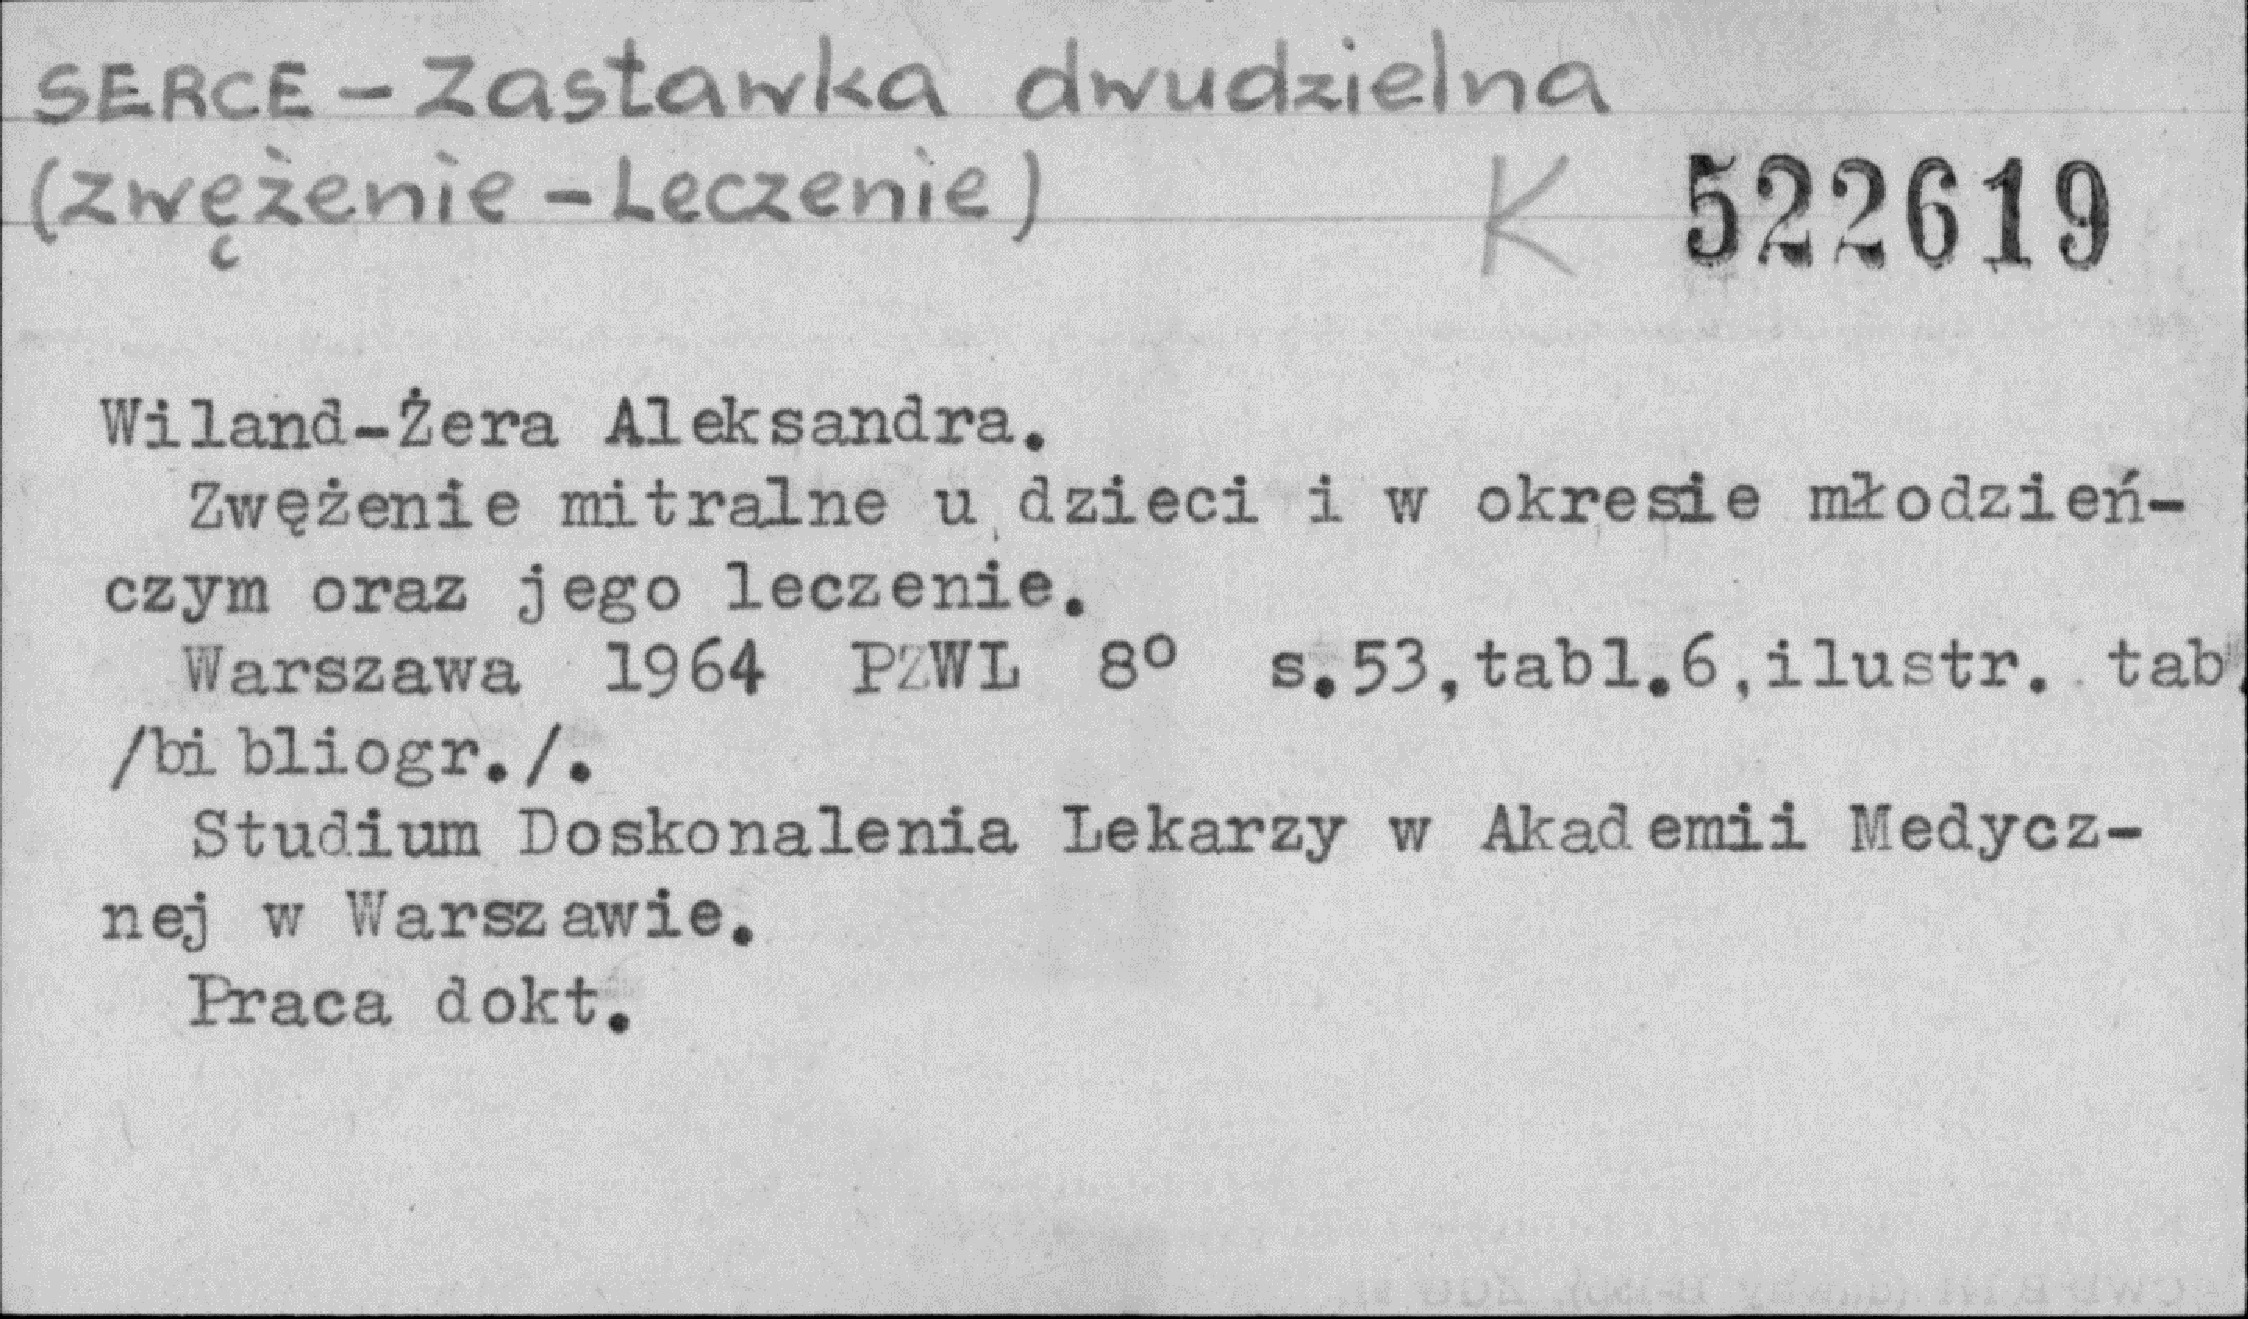 SERCE - Zastawka dwudzielna
(zwężenie - Leczenie) K 522619
Wiland-Żera Aleksandra.
Zwężenie mitralne u dzieci i w okresie młodzień-
czym oraz jego leczenie.
Warszawa 1964 PZWL 8º s.53,tabl.6,ilustr. tab.
/bibliogr./.
Studium Doskonalenia Lekarzy w Akademii Medycz-
nej w Warszawie.
Praca dokt.